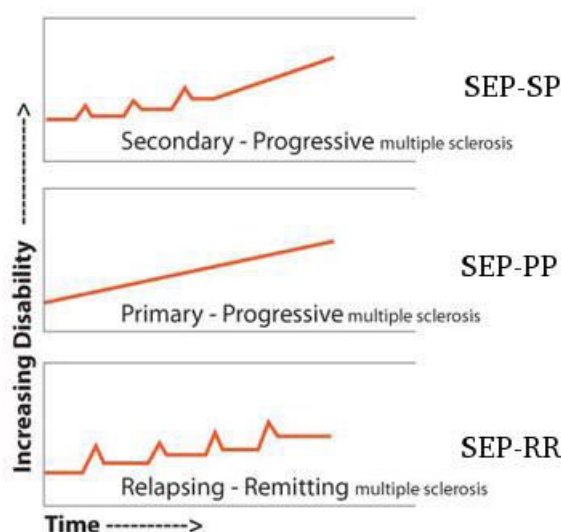 SEP-SP
Secondary - Progressive multiple sclerosis
SEP-PP
Primary - Progressive multiple sclerosis
SEP-RR
Relapsing - Remitting multiple sclerosis
Increasing Disability ---------------->
Time ---------->